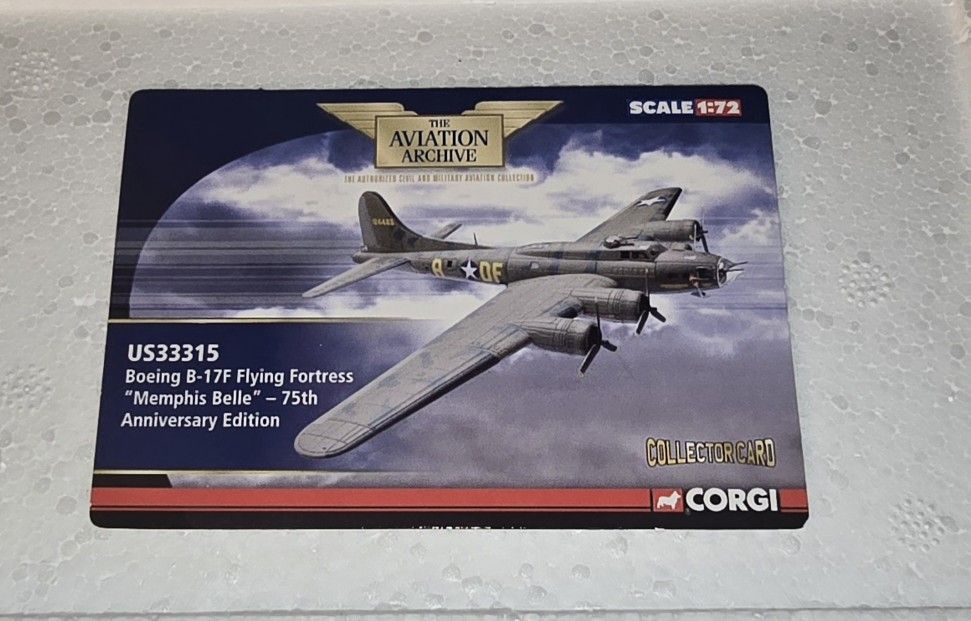 THE
AVIATION
ARCHIVE
SCALE 1:72
THE AUTHORIZED CIVIL AND MILITARY AVIATION COLLECTION
DF
US33315
Boeing B-17F Flying Fortress
"Memphis Belle" – 75th
Anniversary Edition
COLLECTOR CARD
CORGI